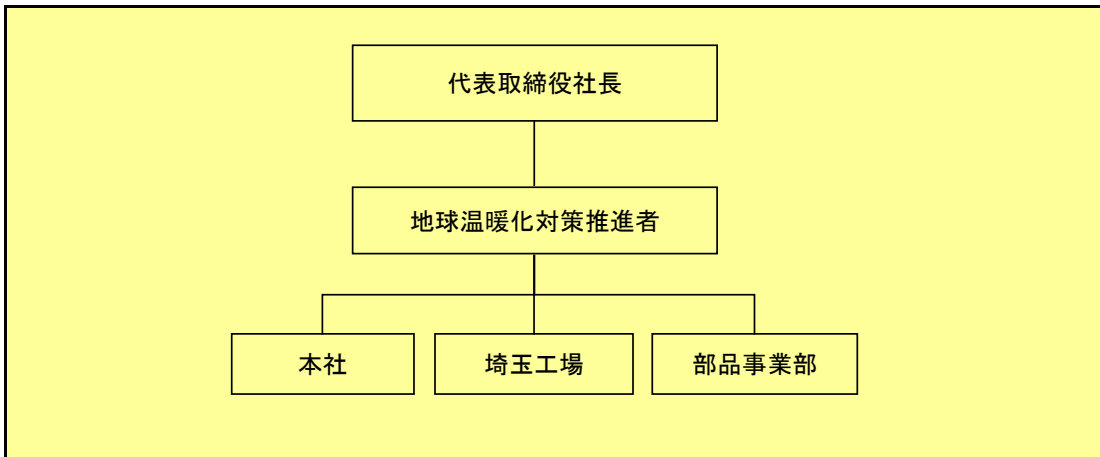 代表取締役社長
地球温暖化対策推進者
本社
埼玉工場
部品事業部